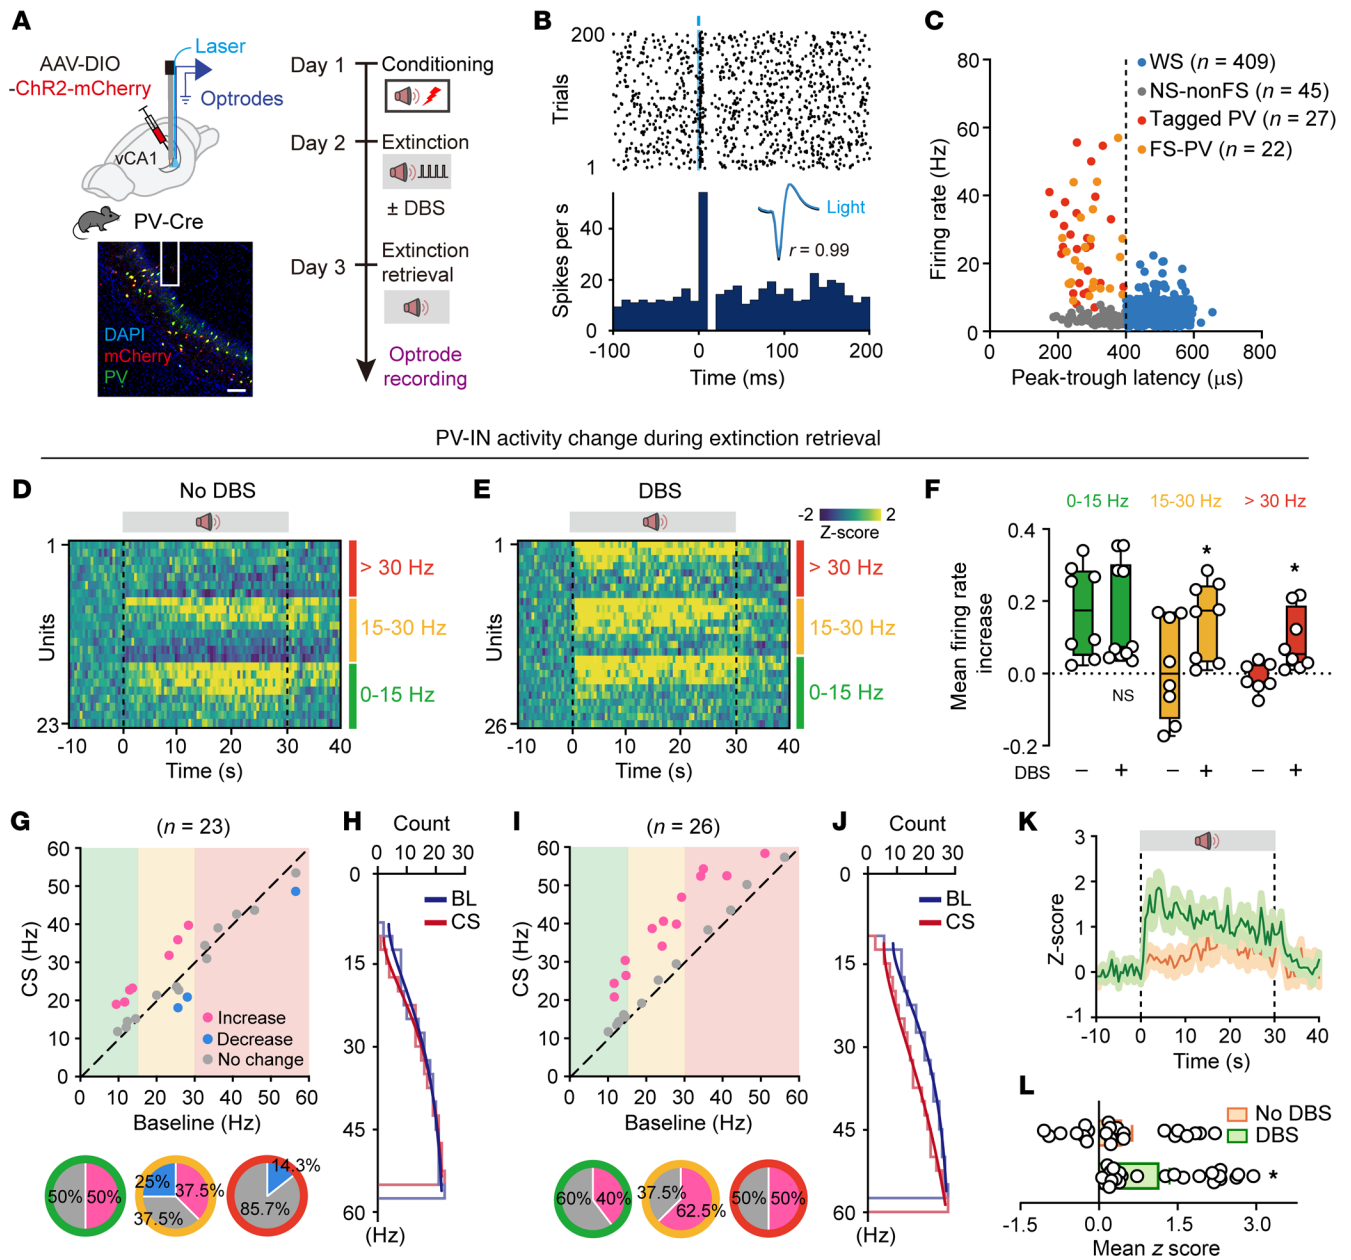 A
AAV-DIO
-ChR2-mCherry
Laser
Optrodes
vCA1
PV-Cre
DAPI
mCherry
PV
Day 1
Conditioning
Day 2
Extinction
± DBS
Day 3
Extinction
retrieval
Optrode
recording
B
Trials
200
1
Spikes per s
40
20
0
Light
r = 0.99
-100 0 100 200
Time (ms)
C
Firing rate (Hz)
80
60
40
20
0
WS (n = 409)
NS-nonFS (n = 45)
Tagged PV (n = 27)
FS-PV (n = 22)
0 200 400 600 800
Peak-trough latency (μs)
PV-IN activity change during extinction retrieval
D
No DBS
Units
1
23
> 30 Hz
15-30 Hz
0-15 Hz
-10 0 10 20 30 40
Time (s)
E
DBS
-2 2
Z-score
Units
1
26
> 30 Hz
15-30 Hz
0-15 Hz
-10 0 10 20 30 40
Time (s)
F
0-15 Hz 15-30 Hz > 30 Hz
Mean firing rate
increase
0.4
0.2
0.0
-0.2
NS
*
*
DBS − + − + − +
G
(n = 23)
CS (Hz)
60
50
40
30
20
10
0
Increase
Decrease
No change
0 10 20 30 40 50 60
Baseline (Hz)
50% 50%
25% 37.5%
37.5%
14.3%
85.7%
H
Count
0 10 20 30
BL
CS
0
15
30
45
60
(Hz)
I
(n = 26)
CS (Hz)
60
50
40
30
20
10
0
0 10 20 30 40 50 60
Baseline (Hz)
60% 40%
37.5%
62.5%
50% 50%
J
Count
0 10 20 30
BL
CS
0
15
30
45
60
(Hz)
K
Z-score
3
2
1
0
-1
-10 0 10 20 30 40
Time (s)
L
No DBS
DBS
*
-1.5 0.0 1.5 3.0
Mean z score